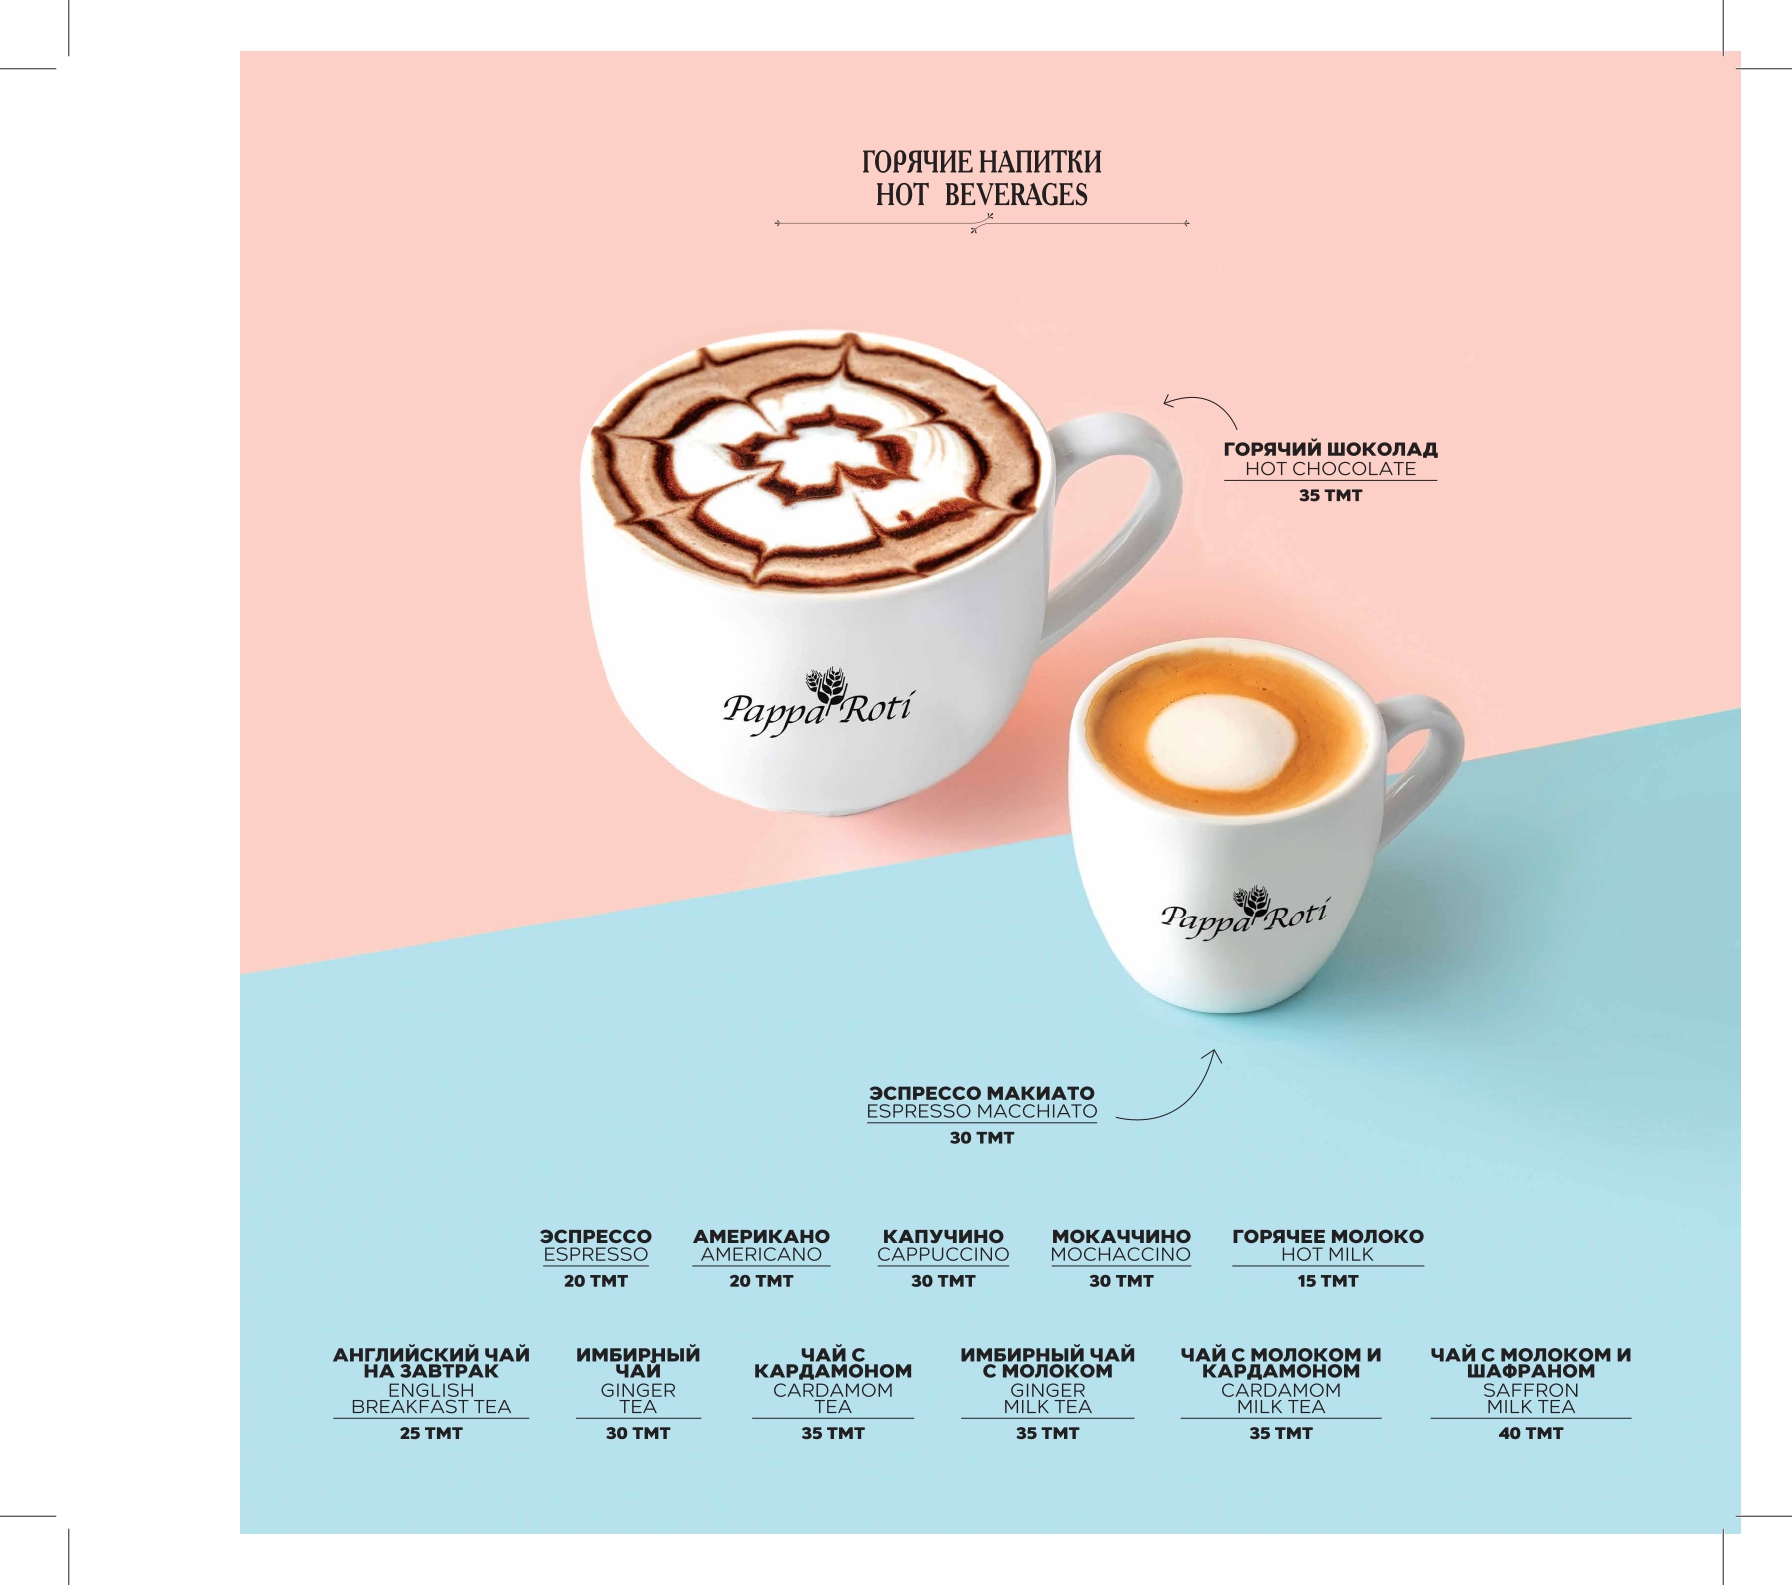 ГОРЯЧИЕ НАПИТКИ
HOT BEVERAGES
ГОРЯЧИЙ ШОКОЛАД
HOT CHOCOLATE
35 TMT
Pappa Roti
Pappa Roti
ЭСПРЕССО МАКИАТО
ESPRESSO MACCHIATO
30 TMT
ЭСПРЕССО
ESPRESSO
20 TMT
АМЕРИКАНО
AMERICANO
20 TMT
КАПУЧИНО
CAPPUCCINO
30 TMT
МОКАЧЧИНО
MOCHACCINO
30 TMT
ГОРЯЧЕЕ МОЛОКО
HOT MILK
15 TMT
АНГЛИЙСКИЙ ЧАЙ
НА ЗАВТРАК
ENGLISH
BREAKFAST TEA
25 TMT
ИМБИРНЫЙ
ЧАЙ
GINGER
TEA
30 TMT
ЧАЙ С
КАРДАМОНОМ
CARDAMOM
TEA
35 TMT
ИМБИРНЫЙ ЧАЙ
С МОЛОКОМ
GINGER
MILK TEA
35 TMT
ЧАЙ С МОЛОКОМ И
КАРДАМОНОМ
CARDAMOM
MILK TEA
35 TMT
ЧАЙ С МОЛОКОМ И
ШАФРАНОМ
SAFFRON
MILK TEA
40 TMT